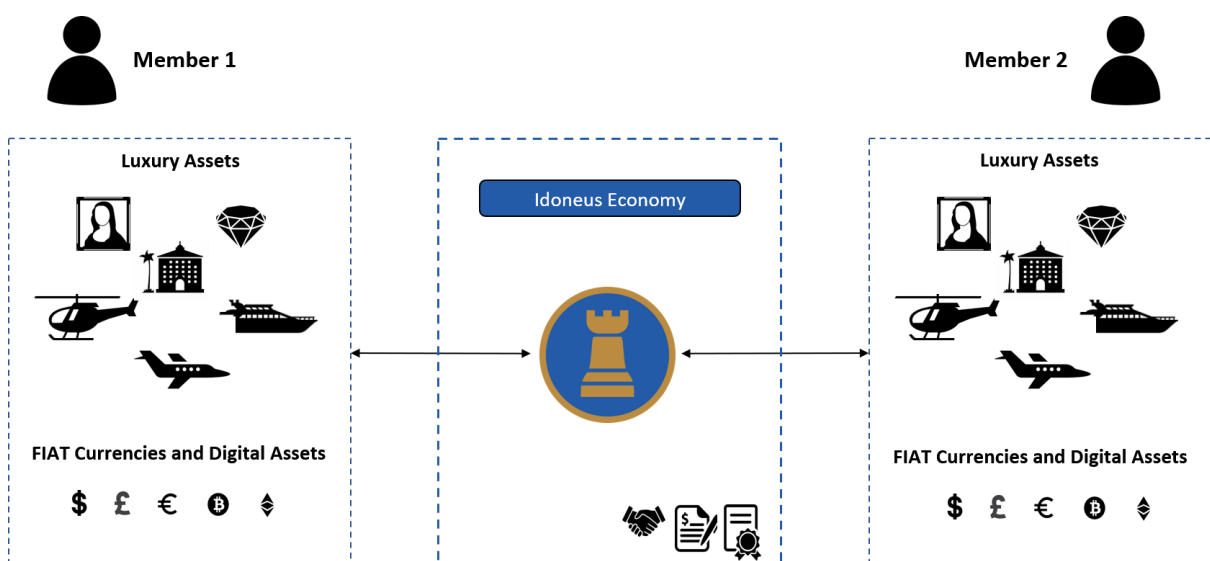 Member 1
Member 2
Luxury Assets
Idoneus Economy
Luxury Assets
FIAT Currencies and Digital Assets
$ £ € ₿
FIAT Currencies and Digital Assets
$ £ € ₿
$